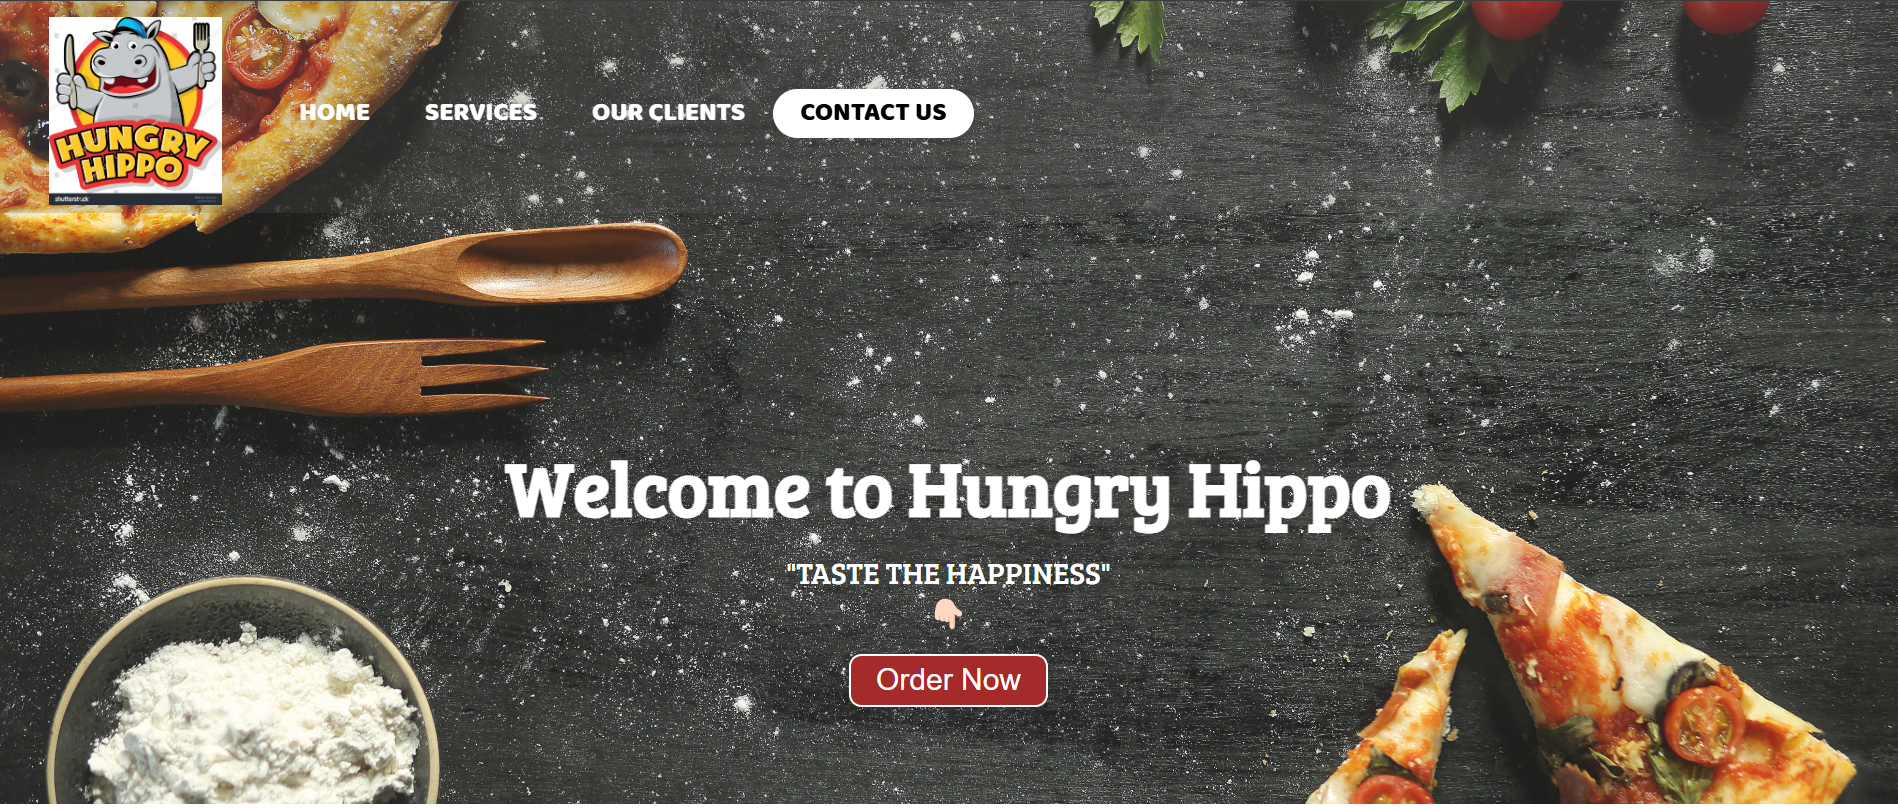 HUNGRY
HIPPO
shutterstock
HOME SERVICES OUR CLIENTS CONTACT US
Welcome to Hungry Hippo
"TASTE THE HAPPINESS"
Order Now